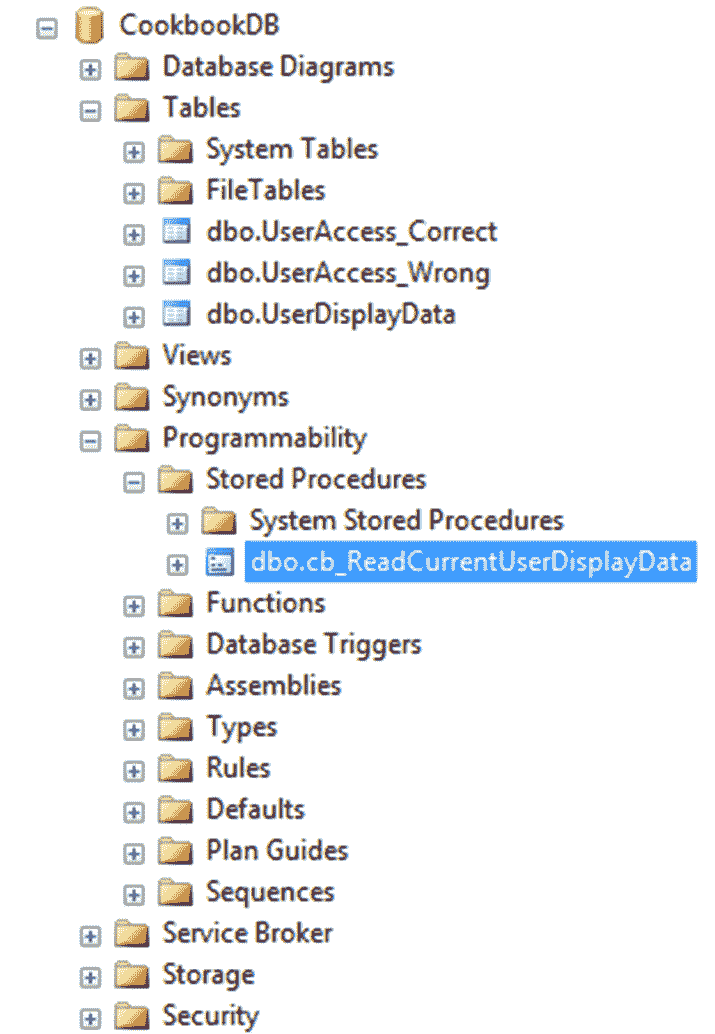 CookbookDB
Database Diagrams
Tables
System Tables
FileTables
dbo.UserAccess_Correct
dbo.UserAccess_Wrong
dbo.UserDisplayData
Views
Synonyms
Programmability
Stored Procedures
System Stored Procedures
dbo.cb_ReadCurrentUserDisplayData
Functions
Database Triggers
Assemblies
Types
Rules
Defaults
Plan Guides
Sequences
Service Broker
Storage
Security